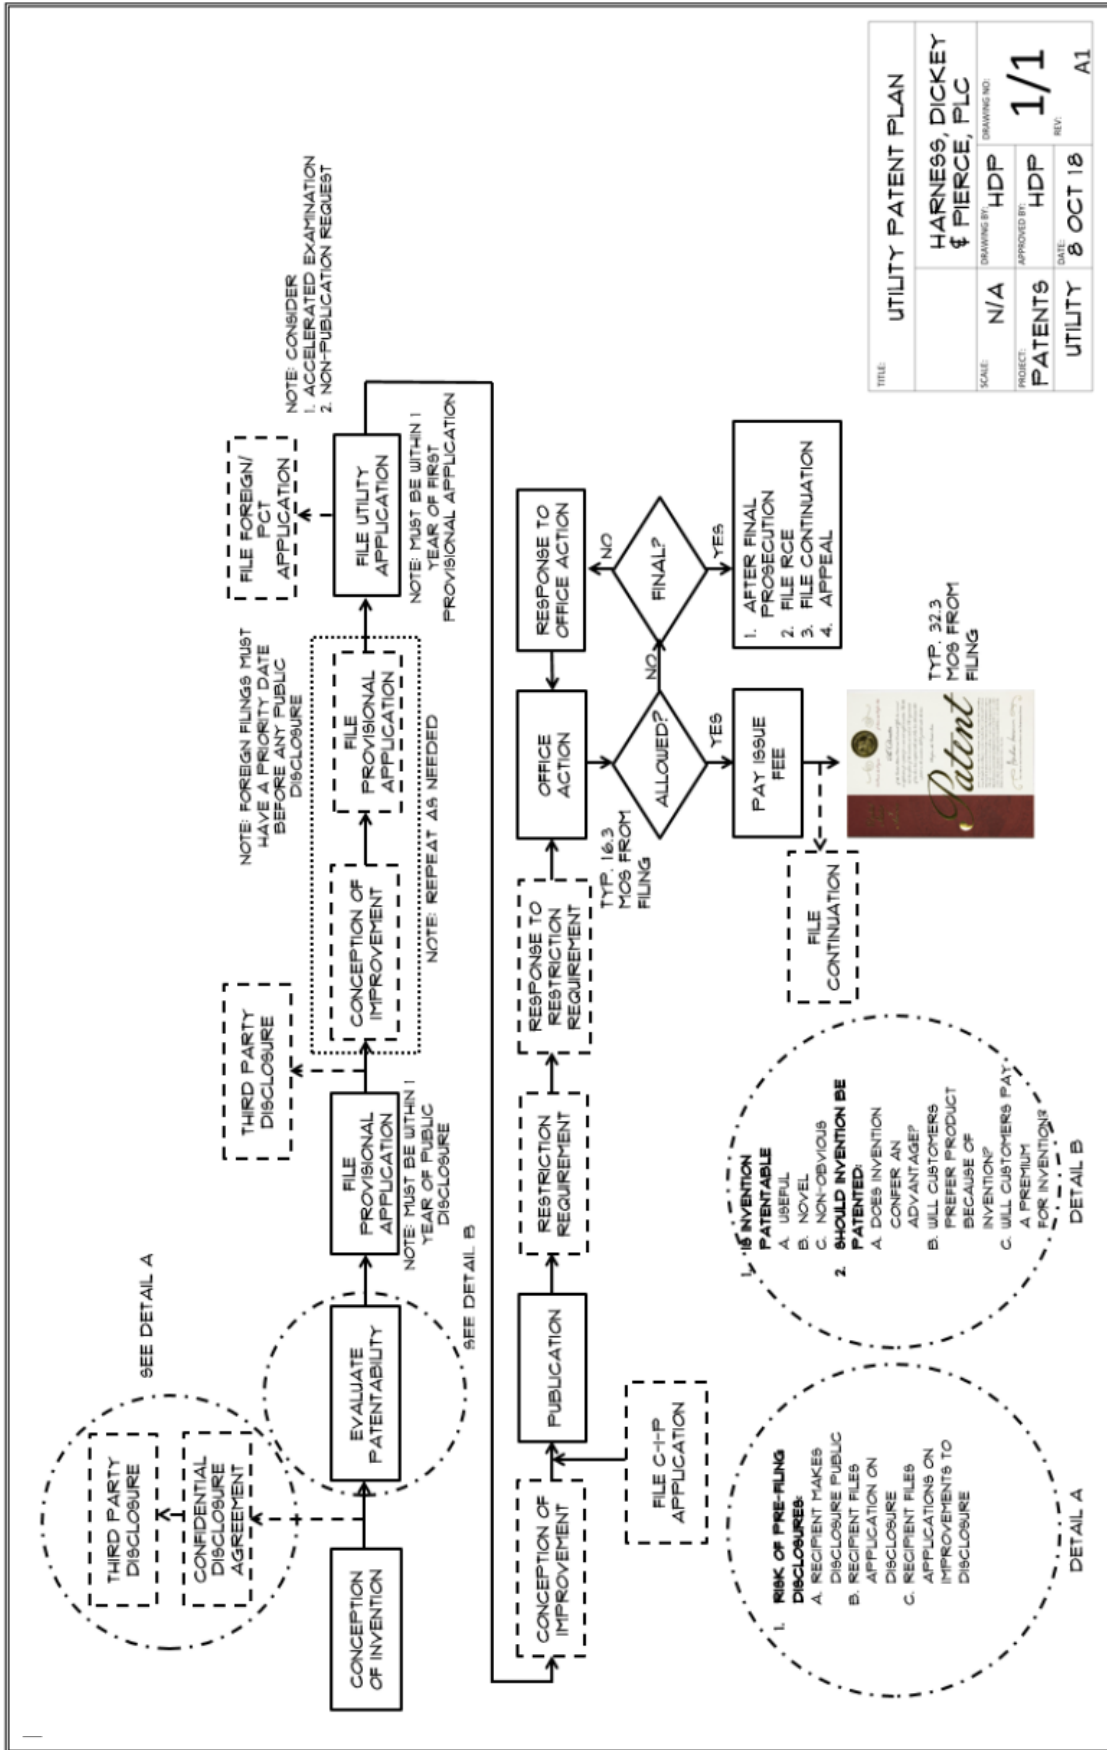 THIRD PARTY
DISCLOSURE
CONFIDENTIAL
DISCLOSURE
AGREEMENT
SEE DETAIL A
CONCEPTION
OF INVENTION
EVALUATE
PATENTABILITY
SEE DETAIL B
FILE
PROVISIONAL
APPLICATION
NOTE: MUST BE WITHIN 1
YEAR OF PUBLIC
DISCLOSURE
THIRD PARTY
DISCLOSURE
CONCEPTION OF
IMPROVEMENT
FILE
PROVISIONAL
APPLICATION
NOTE: REPEAT AS NEEDED
NOTE: FOREIGN FILINGS MUST
HAVE A PRIORITY DATE
BEFORE ANY PUBLIC
DISCLOSURE
FILE FOREIGN/
PCT
APPLICATION
FILE UTILITY
APPLICATION
NOTE: MUST BE WITHIN 1
YEAR OF FIRST
PROVISIONAL APPLICATION
NOTE: CONSIDER
1. ACCELERATED EXAMINATION
2. NON-PUBLICATION REQUEST
CONCEPTION OF
IMPROVEMENT
FILE C-I-P
APPLICATION
PUBLICATION
RESTRICTION
REQUIREMENT
RESPONSE TO
RESTRICTION
REQUIREMENT
TYP. 16.3
MOS FROM
FILING
OFFICE
ACTION
RESPONSE TO
OFFICE ACTION
ALLOWED?
NO
YES
FINAL?
NO
YES
PAY ISSUE
FEE
1. AFTER FINAL
PROSECUTION
2. FILE RCE
3. FILE CONTINUATION
4. APPEAL
FILE
CONTINUATION
Patent
TYP. 32.3
MOS FROM
FILING
1. RISK OF PRE-FILING
DISCLOSURES:
A. RECIPIENT MAKES
DISCLOSURE PUBLIC
B. RECIPIENT FILES
APPLICATION ON
DISCLOSURE
C. RECIPIENT FILES
APPLICATIONS ON
IMPROVEMENTS TO
DISCLOSURE
DETAIL A
1. IS INVENTION
PATENTABLE
A. USEFUL
B. NOVEL
C. NON-OBVIOUS
2. SHOULD INVENTION BE
PATENTED:
A. DOES INVENTION
CONFER AN
ADVANTAGE?
B. WILL CUSTOMERS
PREFER PRODUCT
BECAUSE OF
INVENTION?
C. WILL CUSTOMERS PAY
A PREMIUM
FOR INVENTION?
DETAIL B
TITLE:
UTILITY PATENT PLAN
HARNESS, DICKEY
& PIERCE, PLC
SCALE:
N/A
DRAWING BY:
HDP
DRAWING NO:
1/1
PROJECT:
PATENTS
APPROVED BY:
HDP
UTILITY
DATE:
8 OCT 18
REV:
A1